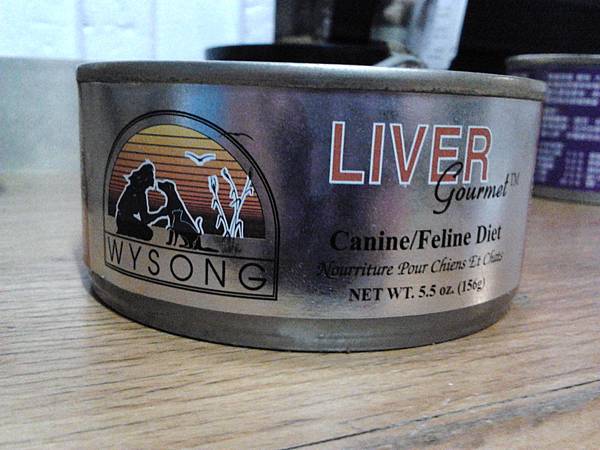 WYSONG
LIVER
Gourmet™
Canine/Feline Diet
Nourriture Pour Chiens Et Chats
NET WT. 5.5 oz. (156g)